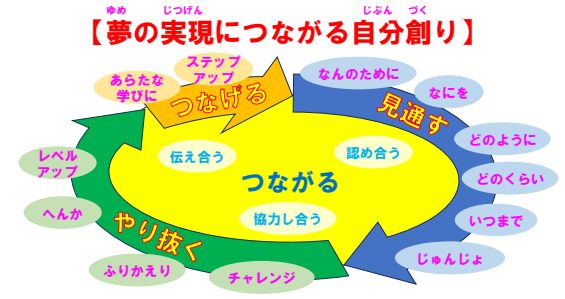 ゆめ じつげん じぶん づく
【夢の実現につながる自分創り】
ステップ
アップ
あらたな
学びに
つなげる
なんのために
なにを
見通す
どのように
どのくらい
いつまで
じゅんじょ
伝え合う
認め合う
つながる
協力し合う
レベル
アップ
へんか
やり抜く
ふりかえり
チャレンジ